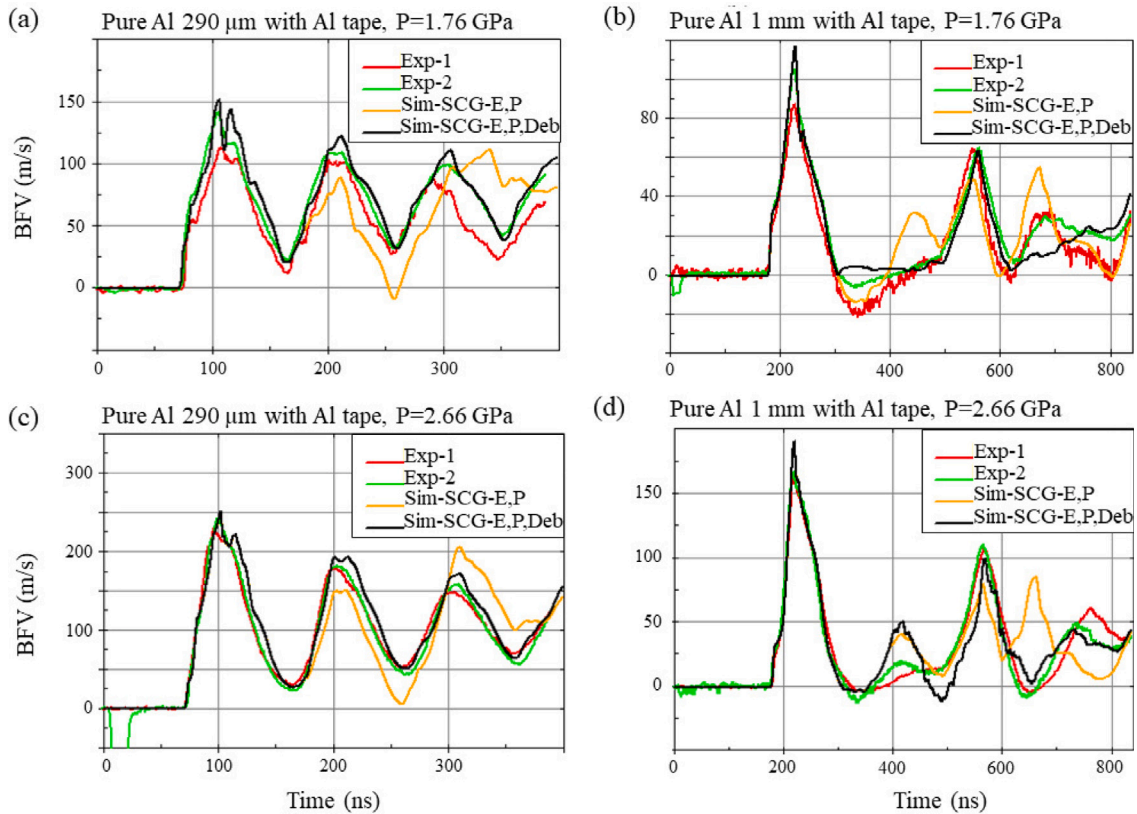 (a) Pure Al 290 µm with Al tape, P=1.76 GPa
Exp-1
Exp-2
Sim-SCG-E,P
Sim-SCG-E,P,Deb
BFV (m/s)
150
100
50
0
0 100 200 300
(b) Pure Al 1 mm with Al tape, P=1.76 GPa
Exp-1
Exp-2
Sim-SCG-E,P
Sim-SCG-E,P,Deb
80
40
0
0 200 400 600 800
(c) Pure Al 290 µm with Al tape, P=2.66 GPa
Exp-1
Exp-2
Sim-SCG-E,P
Sim-SCG-E,P,Deb
BFV (m/s)
300
200
100
0
0 100 200 300
Time (ns)
(d) Pure Al 1 mm with Al tape, P=2.66 GPa
Exp-1
Exp-2
Sim-SCG-E,P
Sim-SCG-E,P,Deb
150
100
50
0
0 200 400 600 800
Time (ns)